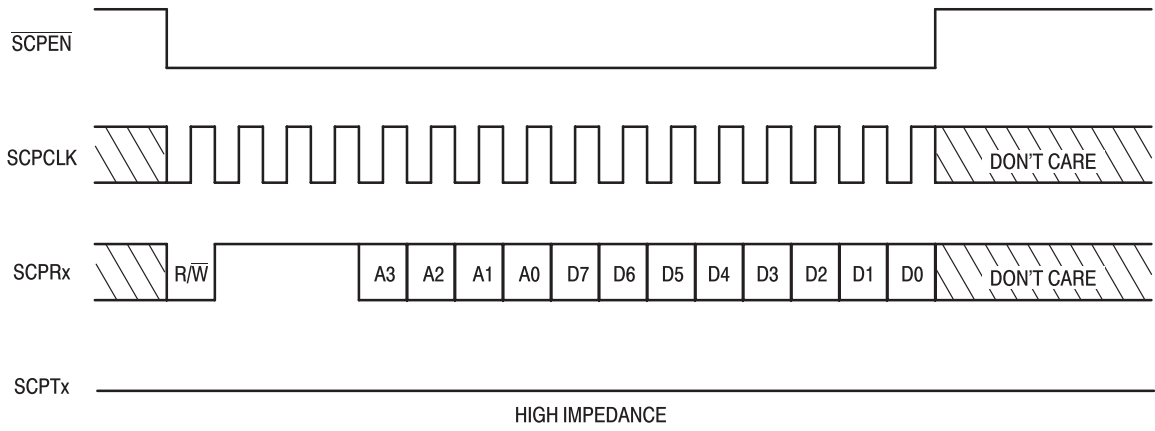 SCPEN
SCPCLK DON'T CARE
SCPRx R/W A3 A2 A1 A0 D7 D6 D5 D4 D3 D2 D1 D0 DON'T CARE
SCPTx
HIGH IMPEDANCE